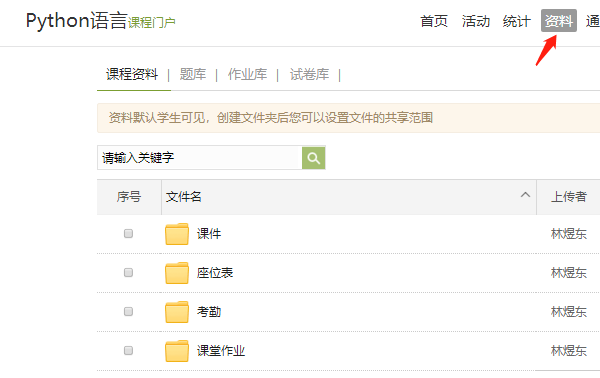 Python语言课程门户 首页 活动 统计 资料 通
课程资料 | 题库 | 作业库 | 试卷库 |
资料默认学生可见，创建文件夹后您可以设置文件的共享范围
请输入关键字
序号 文件名 上传者
课件 林煜东
座位表 林煜东
考勤 林煜东
课堂作业 林煜东